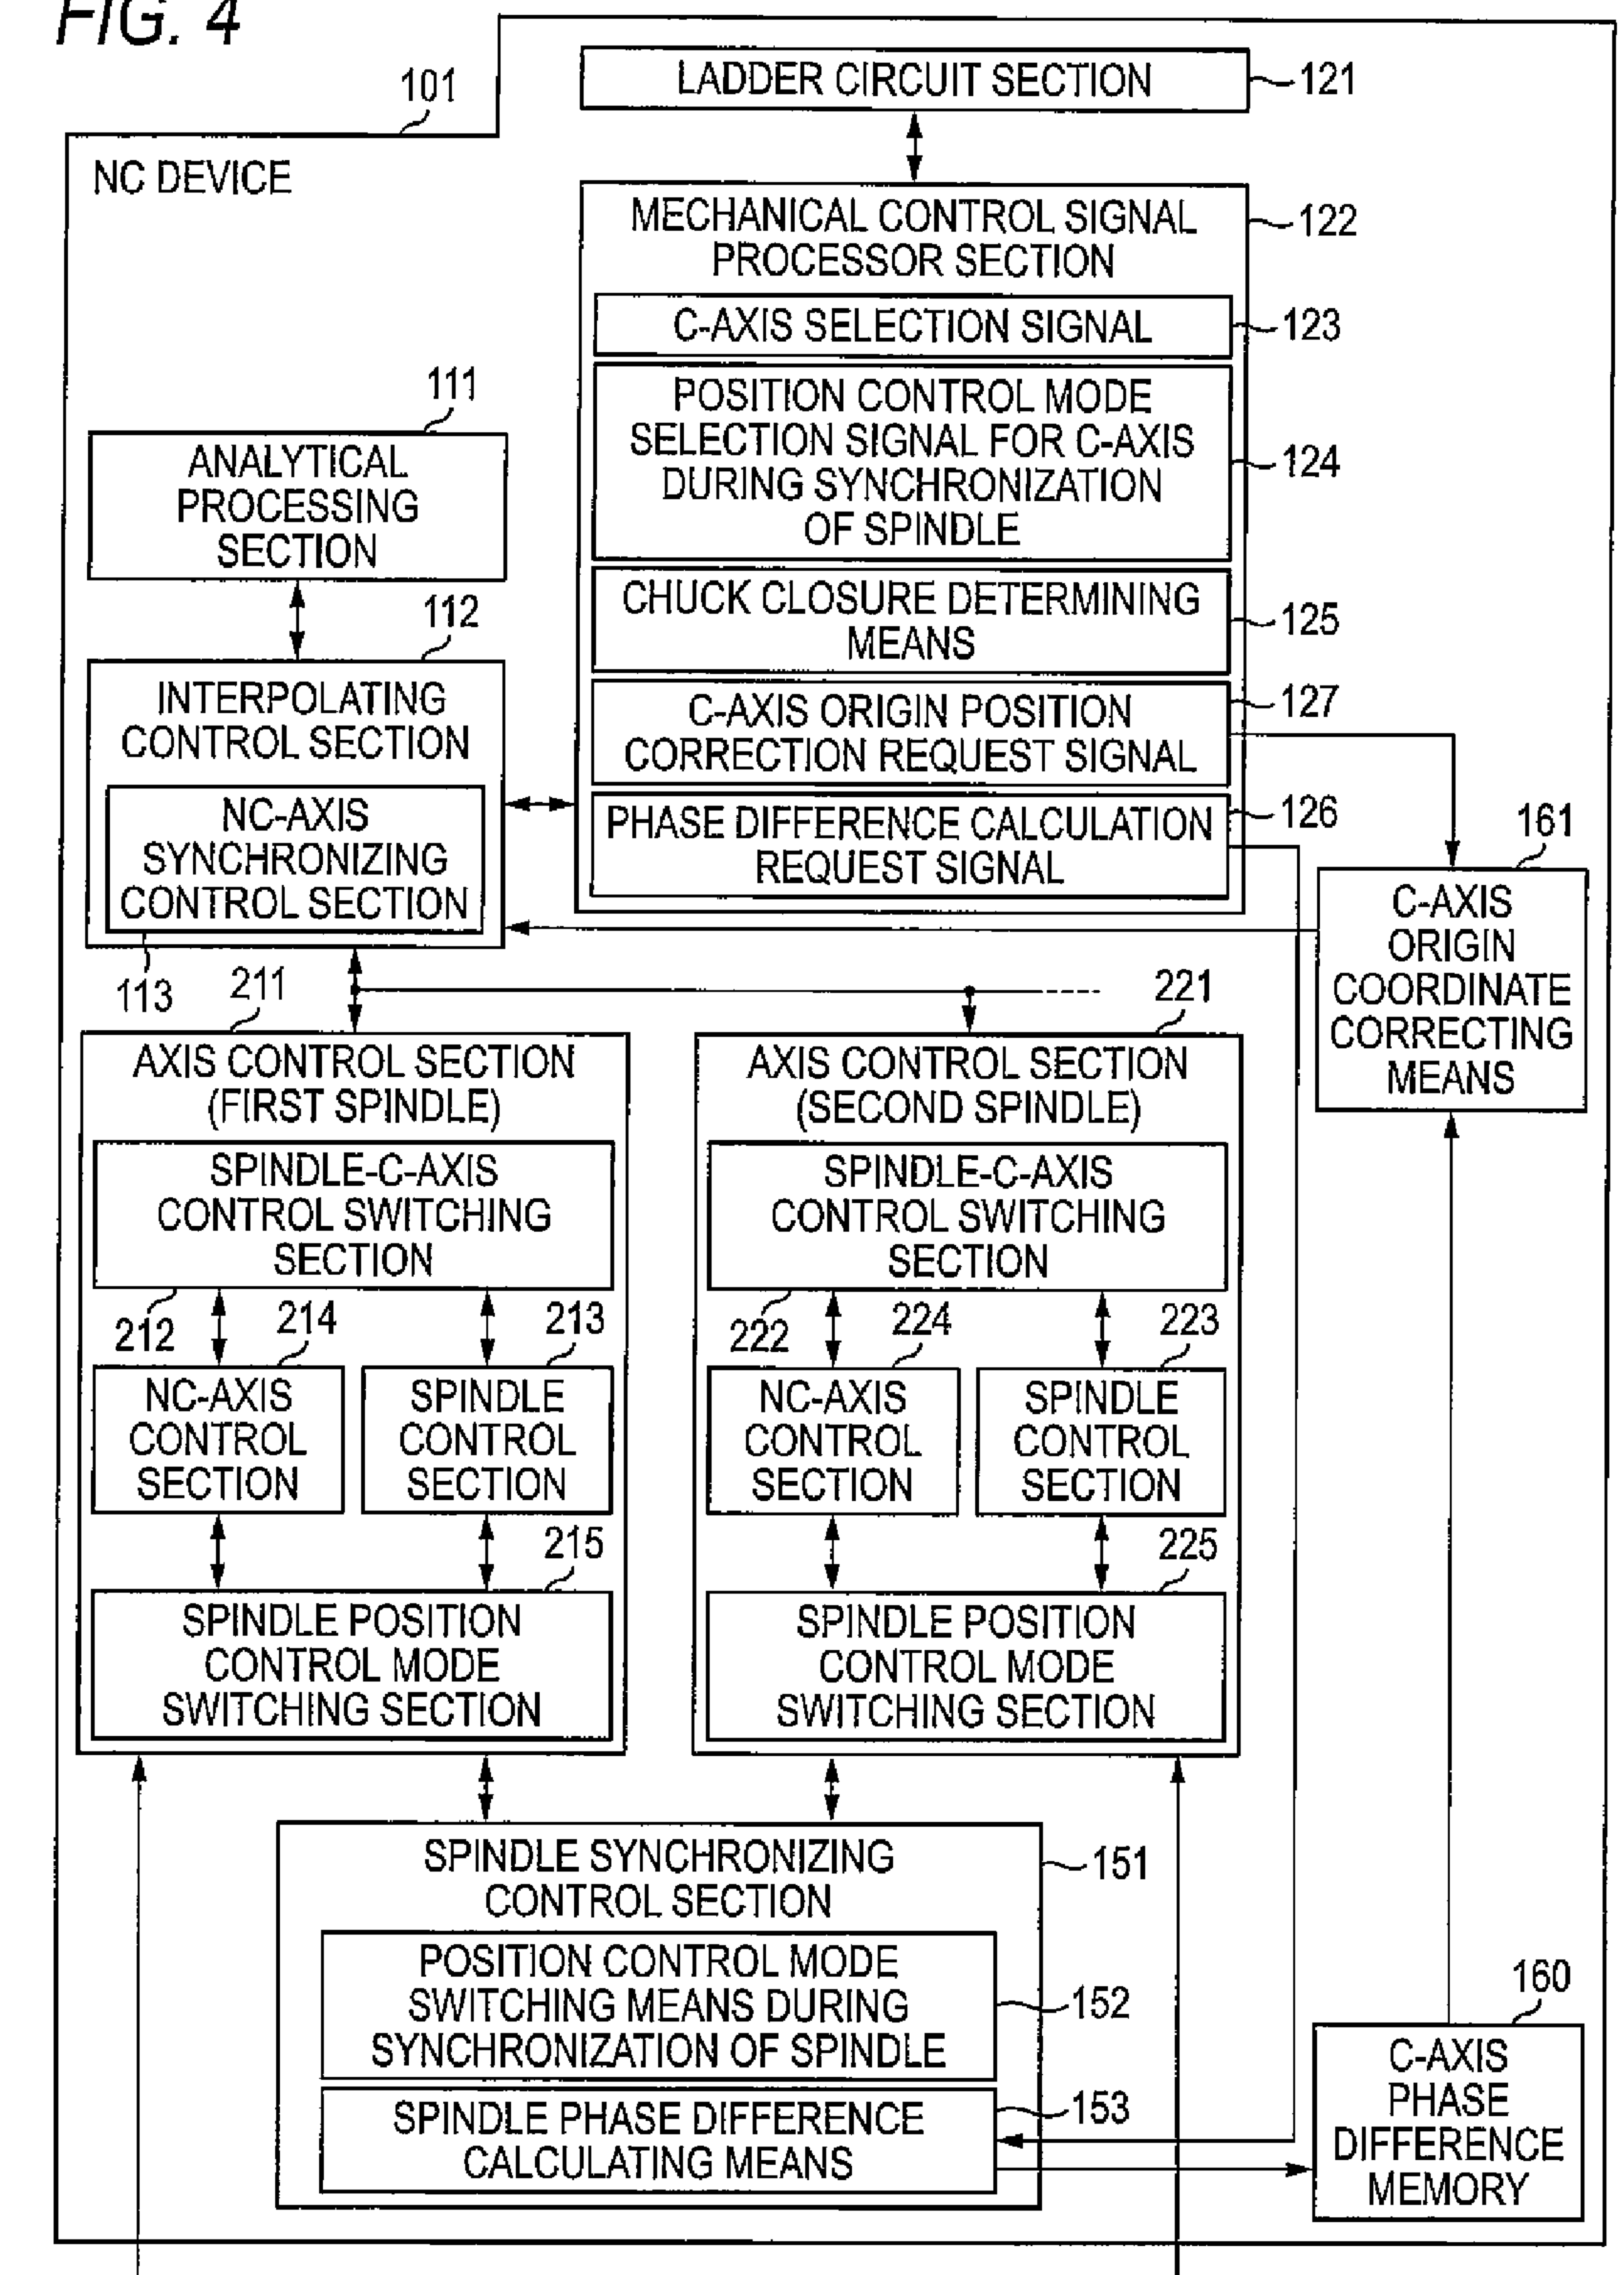 FIG. 4
101
NC DEVICE
LADDER CIRCUIT SECTION
121
MECHANICAL CONTROL SIGNAL
PROCESSOR SECTION
122
C-AXIS SELECTION SIGNAL
123
POSITION CONTROL MODE
SELECTION SIGNAL FOR C-AXIS
DURING SYNCHRONIZATION
OF SPINDLE
124
CHUCK CLOSURE DETERMINING
MEANS
125
C-AXIS ORIGIN POSITION
CORRECTION REQUEST SIGNAL
127
PHASE DIFFERENCE CALCULATION
REQUEST SIGNAL
126
111
ANALYTICAL
PROCESSING
SECTION
112
INTERPOLATING
CONTROL SECTION
NC-AXIS
SYNCHRONIZING
CONTROL SECTION
113
161
C-AXIS
ORIGIN
COORDINATE
CORRECTING
MEANS
211
AXIS CONTROL SECTION
(FIRST SPINDLE)
SPINDLE-C-AXIS
CONTROL SWITCHING
SECTION
212
214
213
NC-AXIS
CONTROL
SECTION
SPINDLE
CONTROL
SECTION
215
SPINDLE POSITION
CONTROL MODE
SWITCHING SECTION
221
AXIS CONTROL SECTION
(SECOND SPINDLE)
SPINDLE-C-AXIS
CONTROL SWITCHING
SECTION
222
224
223
NC-AXIS
CONTROL
SECTION
SPINDLE
CONTROL
SECTION
225
SPINDLE POSITION
CONTROL MODE
SWITCHING SECTION
SPINDLE SYNCHRONIZING
CONTROL SECTION
151
POSITION CONTROL MODE
SWITCHING MEANS DURING
SYNCHRONIZATION OF SPINDLE
152
SPINDLE PHASE DIFFERENCE
CALCULATING MEANS
153
160
C-AXIS
PHASE
DIFFERENCE
MEMORY